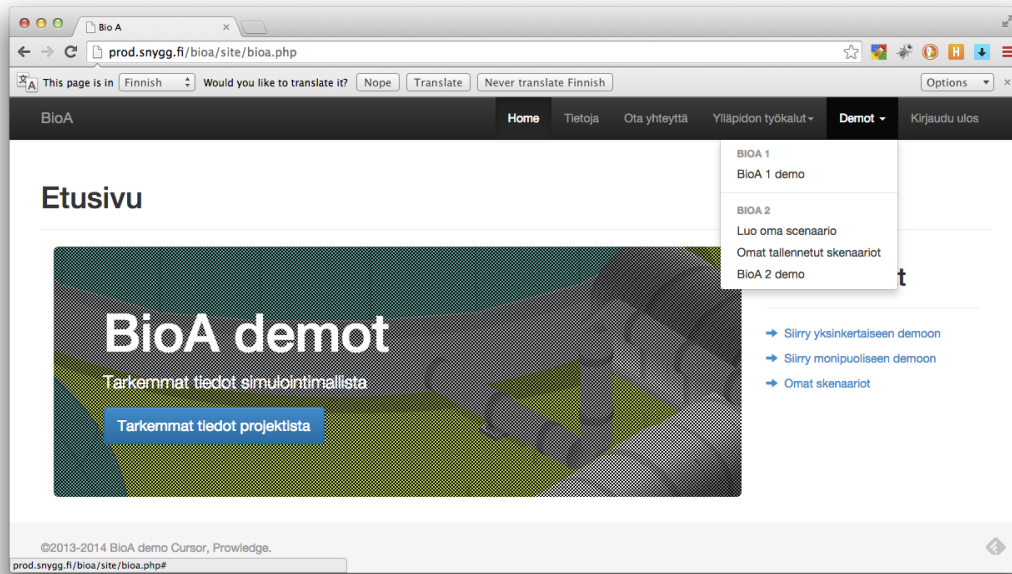 Bio A
prod.snygg.fi/bioa/site/bioa.php
This page is in Finnish Would you like to translate it? Nope Translate Never translate Finnish Options
BioA Home Tietoja Ota yhteyttä Ylläpidon työkalut Demot Kirjaudu ulos
BIOA 1
BioA 1 demo
BIOA 2
Luo oma scenaario
Omat tallennetut skenaariot
BioA 2 demo
Etusivu
t
BioA demot
Tarkemmat tiedot simulointimallista
Tarkemmat tiedot projektista
Siirry yksinkertaiseen demoon
Siirry monipuoliseen demoon
Omat skenaariot
©2013-2014 BioA demo Cursor, Prowledge.
prod.snygg.fi/bioa/site/bioa.php#